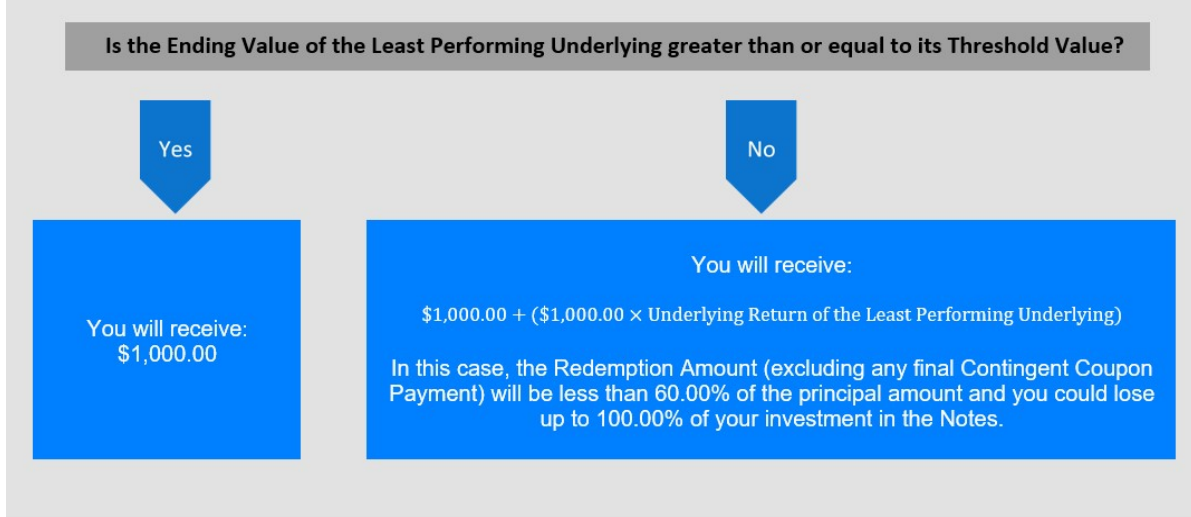 Is the Ending Value of the Least Performing Underlying greater than or equal to its Threshold Value?
Yes
No
You will receive:
$1,000.00
You will receive:
$1,000.00 + ($1,000.00 × Underlying Return of the Least Performing Underlying)
In this case, the Redemption Amount (excluding any final Contingent Coupon
Payment) will be less than 60.00% of the principal amount and you could lose
up to 100.00% of your investment in the Notes.